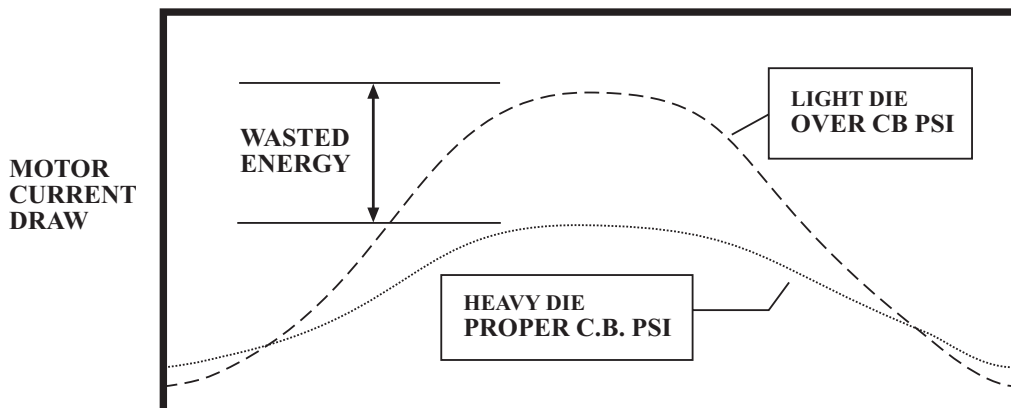 WASTED
ENERGY
LIGHT DIE
OVER CB PSI
MOTOR
CURRENT
DRAW
HEAVY DIE
PROPER C.B. PSI